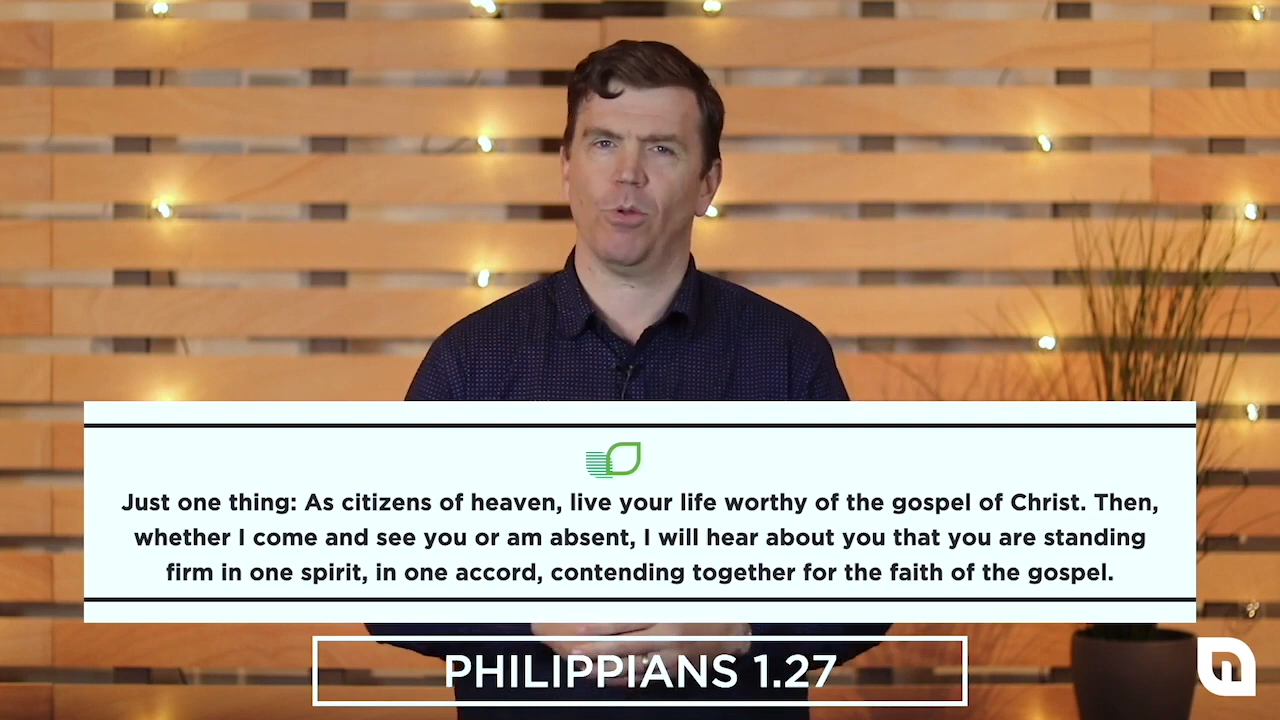 Just one thing: As citizens of heaven, live your life worthy of the gospel of Christ. Then,
whether I come and see you or am absent, I will hear about you that you are standing
firm in one spirit, in one accord, contending together for the faith of the gospel.
PHILIPPIANS 1.27